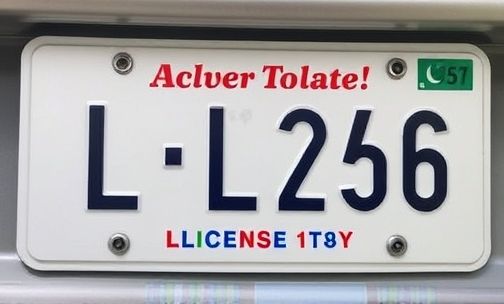 Aclver Tolate!
57
L·L256
LLICENSE 1T8Y